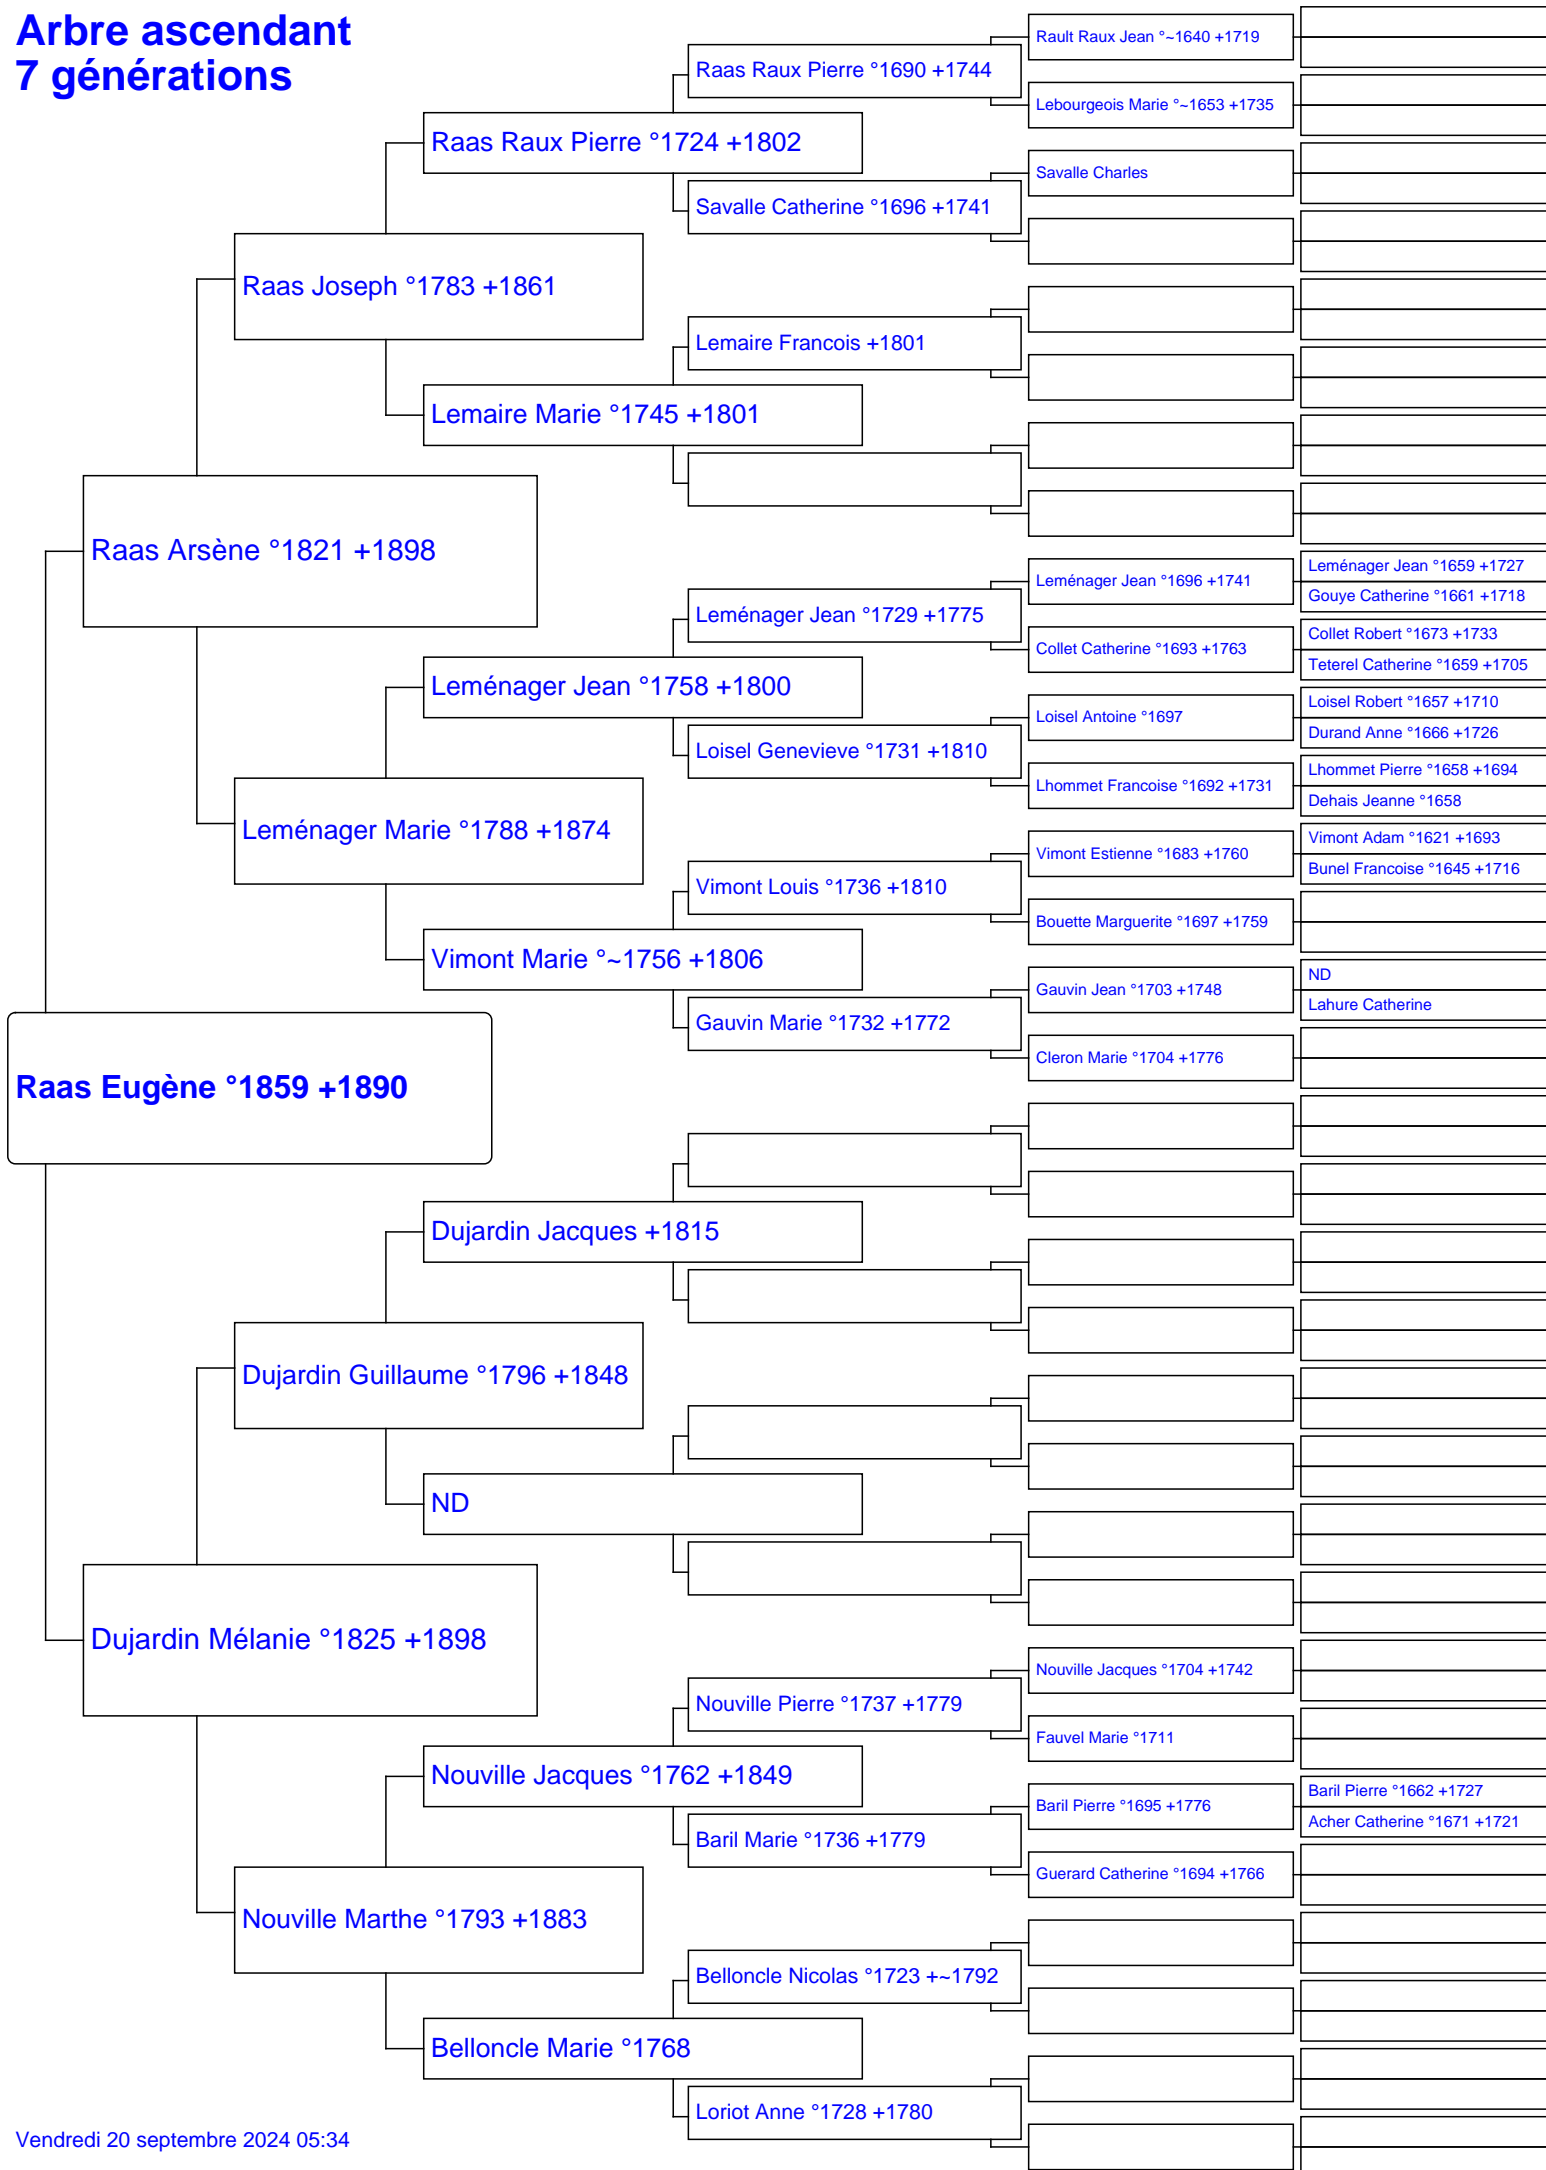 Arbre ascendant
7 générations
Raas Eugène °1859 +1890
Raas Arsène °1821 +1898
Dujardin Mélanie °1825 +1898
Raas Joseph °1783 +1861
Leménager Marie °1788 +1874
Dujardin Guillaume °1796 +1848
Nouville Marthe °1793 +1883
Raas Raux Pierre °1724 +1802
Lemaire Marie °1745 +1801
Leménager Jean °1758 +1800
Vimont Marie °~1756 +1806
Dujardin Jacques +1815
ND
Nouville Jacques °1762 +1849
Belloncle Marie °1768
Raas Raux Pierre °1690 +1744
Savalle Catherine °1696 +1741
Lemaire Francois +1801
Leménager Jean °1729 +1775
Loisel Genevieve °1731 +1810
Vimont Louis °1736 +1810
Gauvin Marie °1732 +1772
Nouville Pierre °1737 +1779
Baril Marie °1736 +1779
Belloncle Nicolas °1723 +~1792
Loriot Anne °1728 +1780
Rault Raux Jean °~1640 +1719
Lebourgeois Marie °~1653 +1735
Savalle Charles
Leménager Jean °1696 +1741
Collet Catherine °1693 +1763
Loisel Antoine °1697
Lhommet Francoise °1692 +1731
Vimont Estienne °1683 +1760
Bouette Marguerite °1697 +1759
Gauvin Jean °1703 +1748
Cleron Marie °1704 +1776
Nouville Jacques °1704 +1742
Fauvel Marie °1711
Baril Pierre °1695 +1776
Guerard Catherine °1694 +1766
Leménager Jean °1659 +1727
Gouye Catherine °1661 +1718
Collet Robert °1673 +1733
Teterel Catherine °1659 +1705
Loisel Robert °1657 +1710
Durand Anne °1666 +1726
Lhommet Pierre °1658 +1694
Dehais Jeanne °1658
Vimont Adam °1621 +1693
Bunel Francoise °1645 +1716
ND
Lahure Catherine
Baril Pierre °1662 +1727
Acher Catherine °1671 +1721
Vendredi 20 septembre 2024 05:34